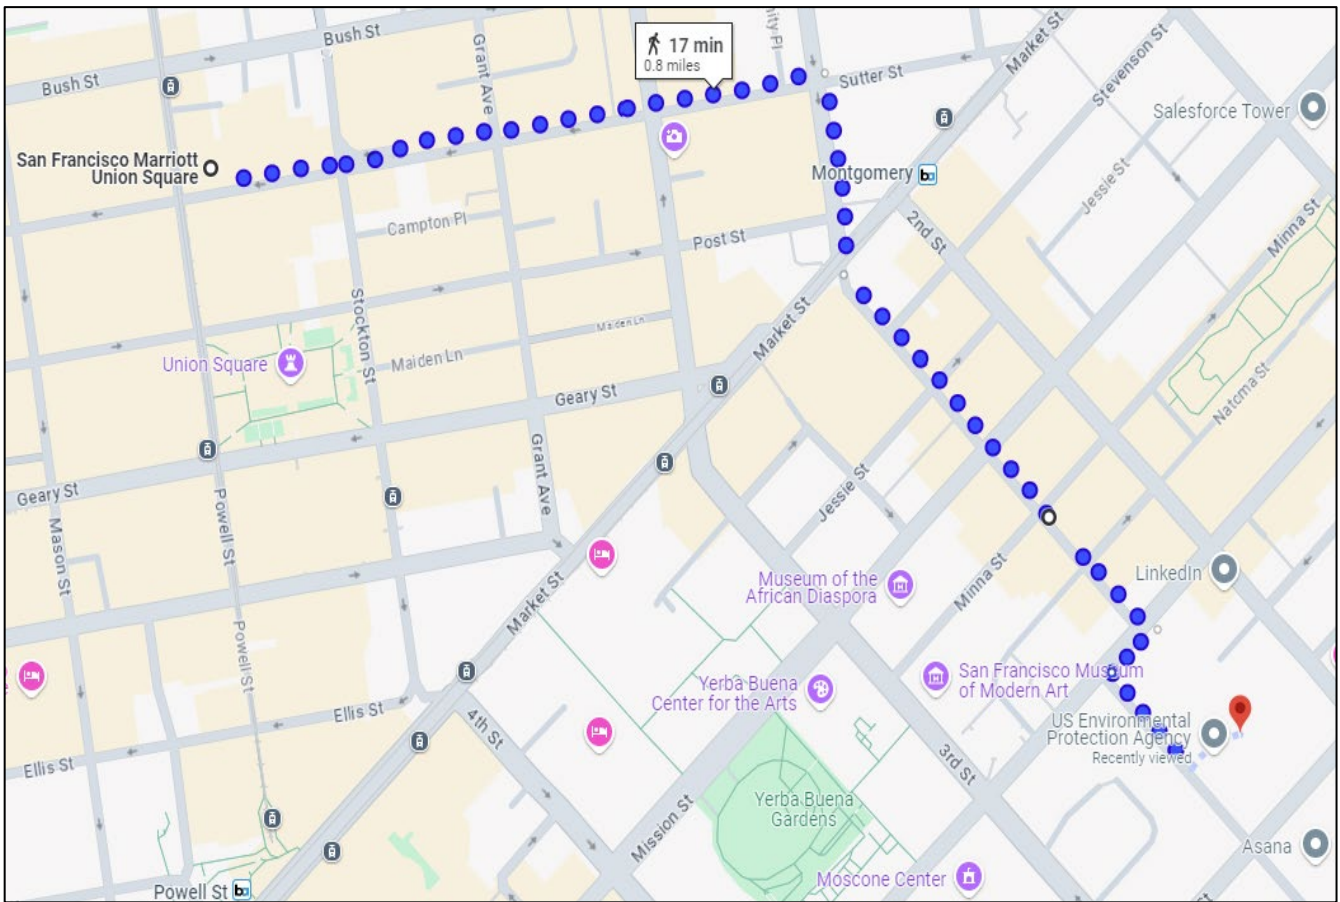 Bush St
Bush St
Grant Ave
17 min
0.8 miles
Sutter St
Market St
Stevenson St
Salesforce Tower
San Francisco Marriott
Union Square
Montgomery
Jessie St
Minna St
Campton Pl
2nd St
Post St
Stockton St
Market St
Maiden Ln
Union Square
Maiden Ln
Geary St
Natoma St
Grant Ave
Geary St
Powell St
Mason St
Jessie St
Museum of the
African Diaspora
Minna St
LinkedIn
Market St
Powell St
San Francisco Museum
of Modern Art
Yerba Buena
Center for the Arts
Ellis St
4th St
US Environmental
Protection Agency
Recently viewed
3rd St
Ellis St
Yerba Buena
Gardens
Mission St
Asana
Moscone Center
Powell St